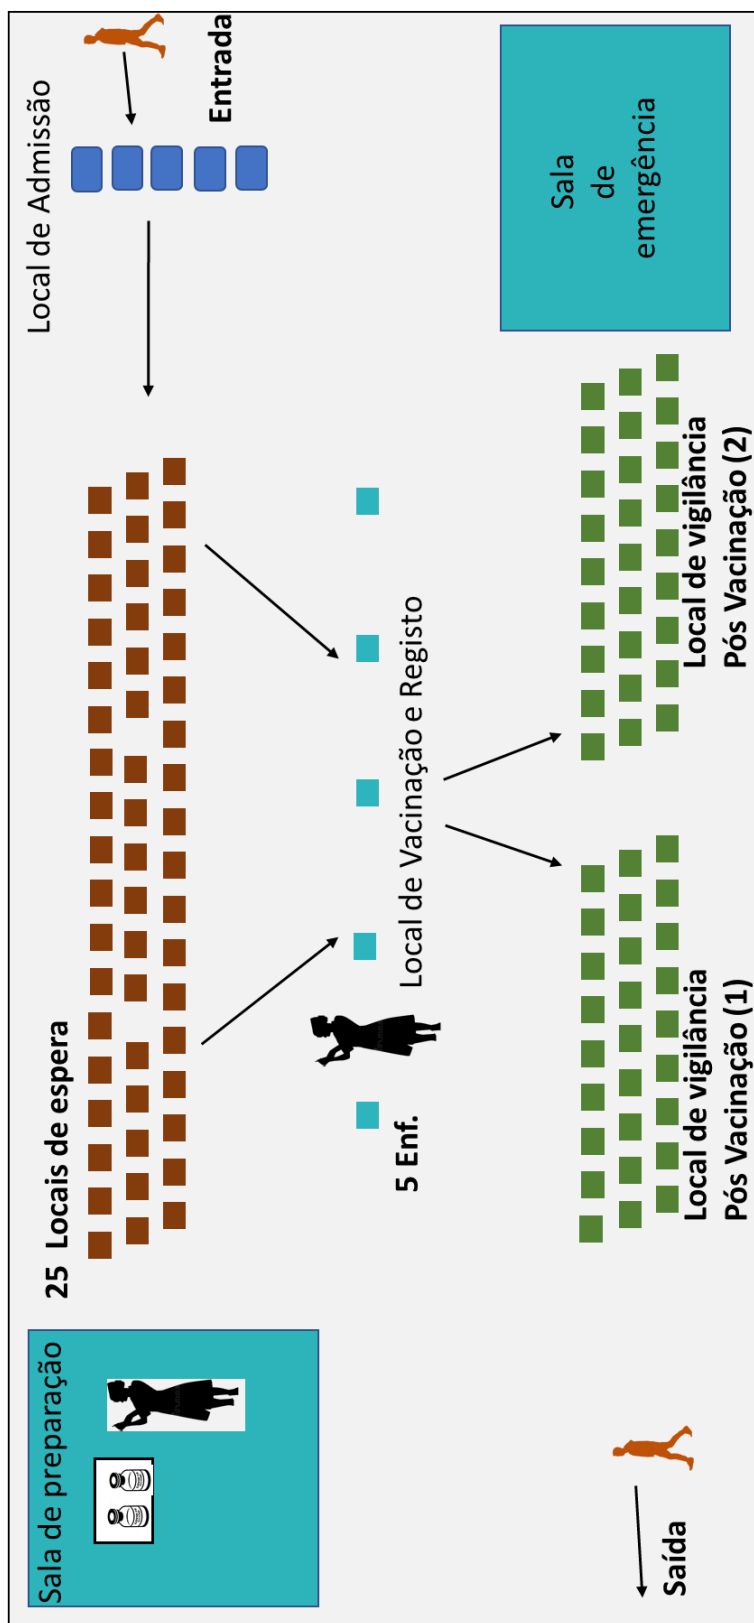 Sala de preparação
25  Locais de espera
Local de Admissão
Entrada
5 Enf.
Local de Vacinação e Registo
Saída
Local de vigilância
Pós Vacinação (1)
Local de vigilância
Pós Vacinação (2)
Sala
de
emergência